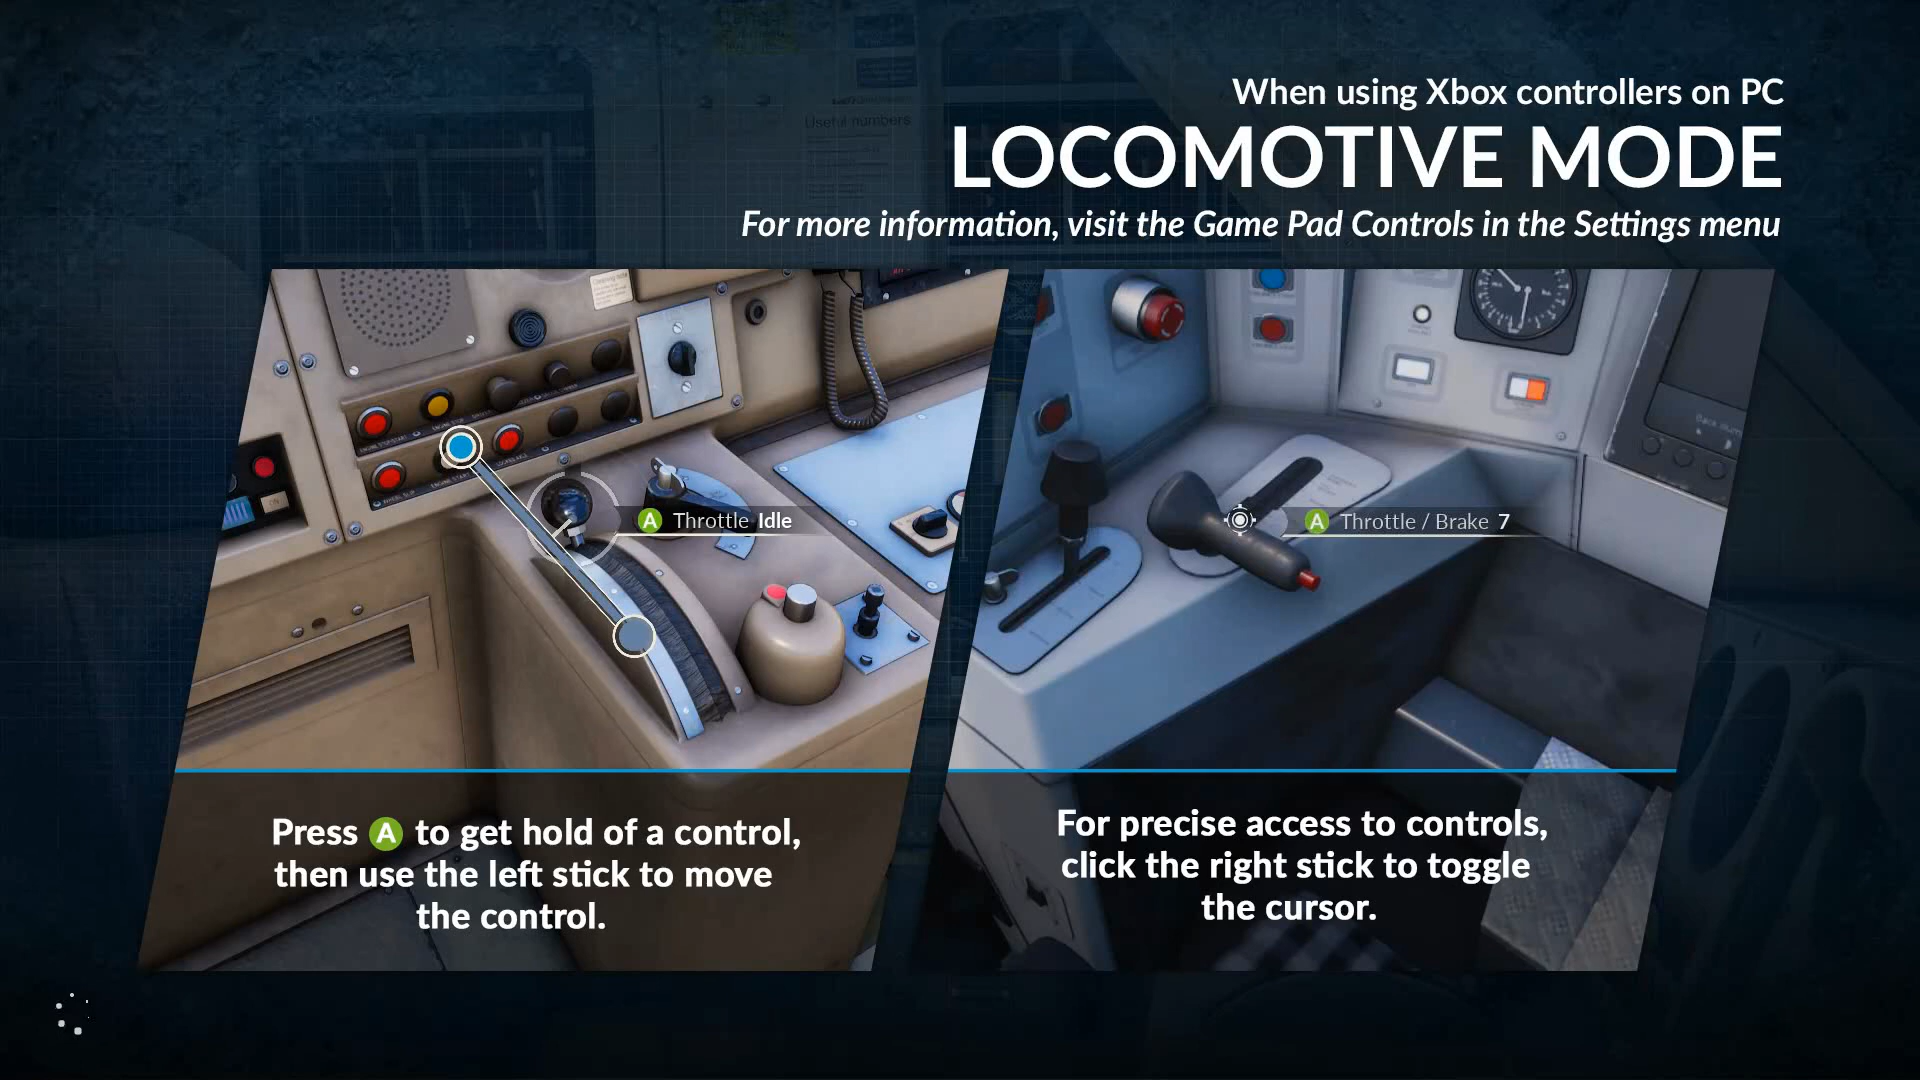 When using Xbox controllers on PC
LOCOMOTIVE MODE
For more information, visit the Game Pad Controls in the Settings menu
Useful numbers
A Throttle Idle
A Throttle / Brake 7
Press A to get hold of a control,
then use the left stick to move
the control.
For precise access to controls,
click the right stick to toggle
the cursor.